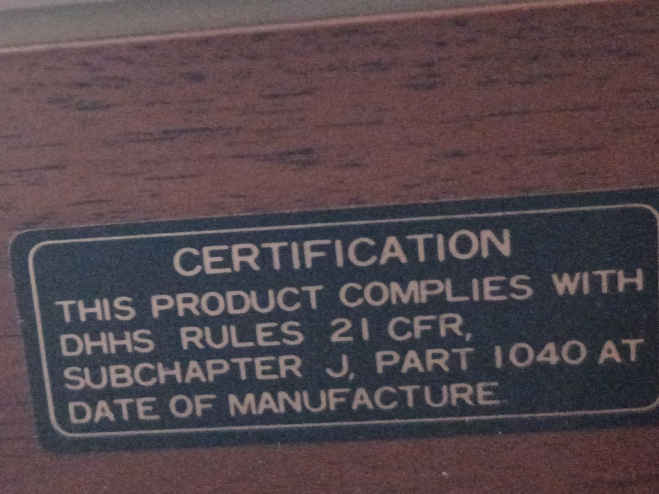 CERTIFICATION
THIS PRODUCT COMPLIES WITH
DHHS RULES 21 CFR,
SUBCHAPTER J, PART 1040 AT
DATE OF MANUFACTURE.